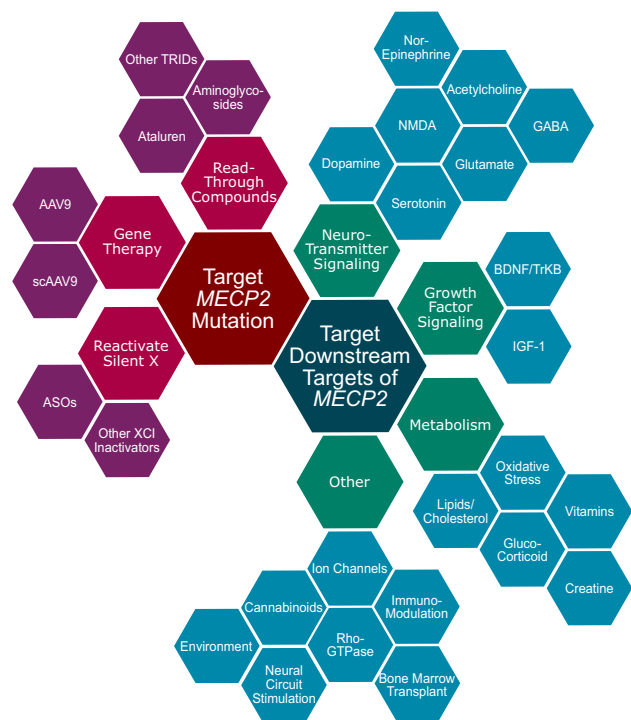 Other TRIDs
Aminoglyco-
sides
Ataluren
Read-
Through
Compounds
AAV9
Gene
Therapy
scAAV9
Target
MECP2
Mutation
Reactivate
Silent X
ASOs
Other XCI
Inactivators
Nor-
Epinephrine
Acetylcholine
NMDA
GABA
Dopamine
Glutamate
Serotonin
Neuro-
Transmitter
Signaling
BDNF/TrKB
Growth
Factor
Signaling
IGF-1
Target
Downstream
Targets of
MECP2
Metabolism
Oxidative
Stress
Lipids/
Cholesterol
Vitamins
Gluco-
Corticoid
Creatine
Other
Ion Channels
Cannabinoids
Immuno-
Modulation
Environment
Rho-
GTPase
Neural
Circuit
Stimulation
Bone Marrow
Transplant